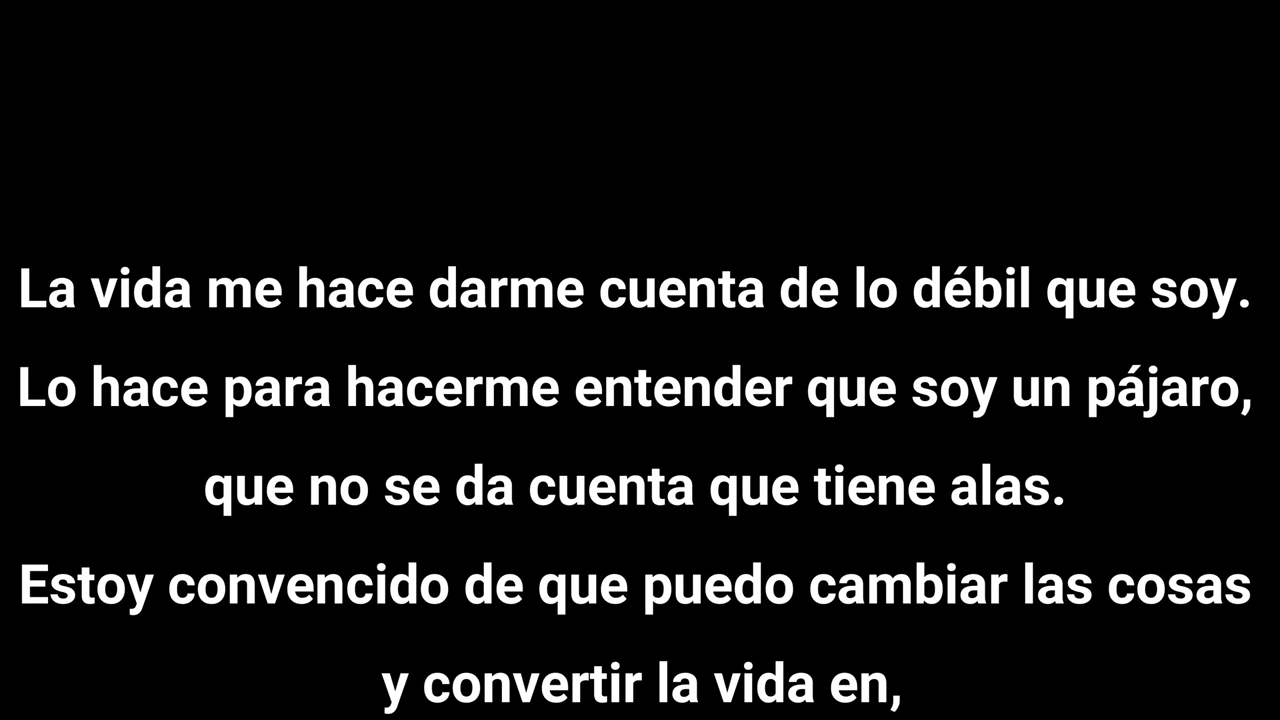 La vida me hace darme cuenta de lo débil que soy.
Lo hace para hacerme entender que soy un pájaro,
que no se da cuenta que tiene alas.
Estoy convencido de que puedo cambiar las cosas
y convertir la vida en,